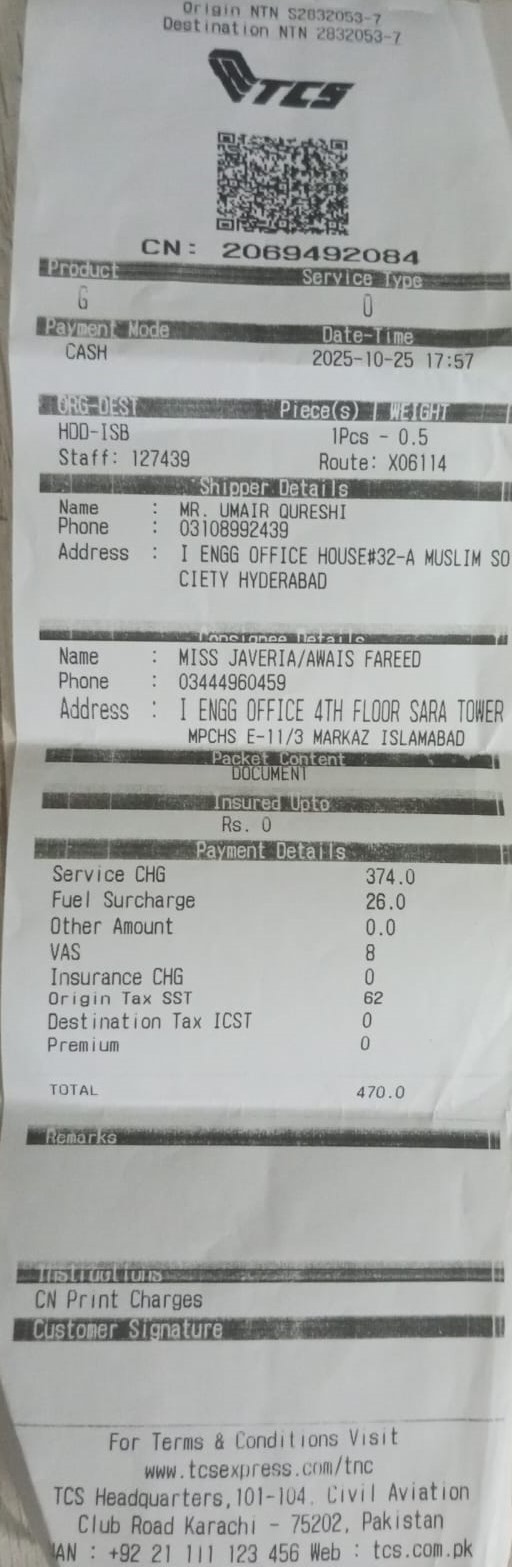 Origin NTN S2832053-7
Destination NTN 2832053-7
TCS
CN: 2069492084
Product Service Type
G O
Payment Mode Date-Time
CASH 2025-10-25 17:57
ORG-DEST Piece(s) | WEIGHT
HDD-ISB 1Pcs - 0.5
Staff: 127439 Route: X06114
Shipper Details
Name : MR. UMAIR QURESHI
Phone : 03108992439
Address : I ENGG OFFICE HOUSE#32-A MUSLIM SO
CIETY HYDERABAD
Consignee Details
Name : MISS JAVERIA/AWAIS FAREED
Phone : 03444960459
Address : I ENGG OFFICE 4TH FLOOR SARA TOWER
MPCHS E-11/3 MARKAZ ISLAMABAD
Packet Content
DOCUMENT
Insured Upto
Rs. 0
Payment Details
Service CHG 374.0
Fuel Surcharge 26.0
Other Amount 0.0
VAS 8
Insurance CHG 0
Origin Tax SST 62
Destination Tax ICST 0
Premium 0
TOTAL 470.0
Remarks
Instructions
CN Print Charges
Customer Signature
For Terms & Conditions Visit
www.tcsexpress.com/tnc
TCS Headquarters,101-104. Civil Aviation
Club Road Karachi - 75202, Pakistan
UAN : +92 21 111 123 456 Web : tcs.com.pk